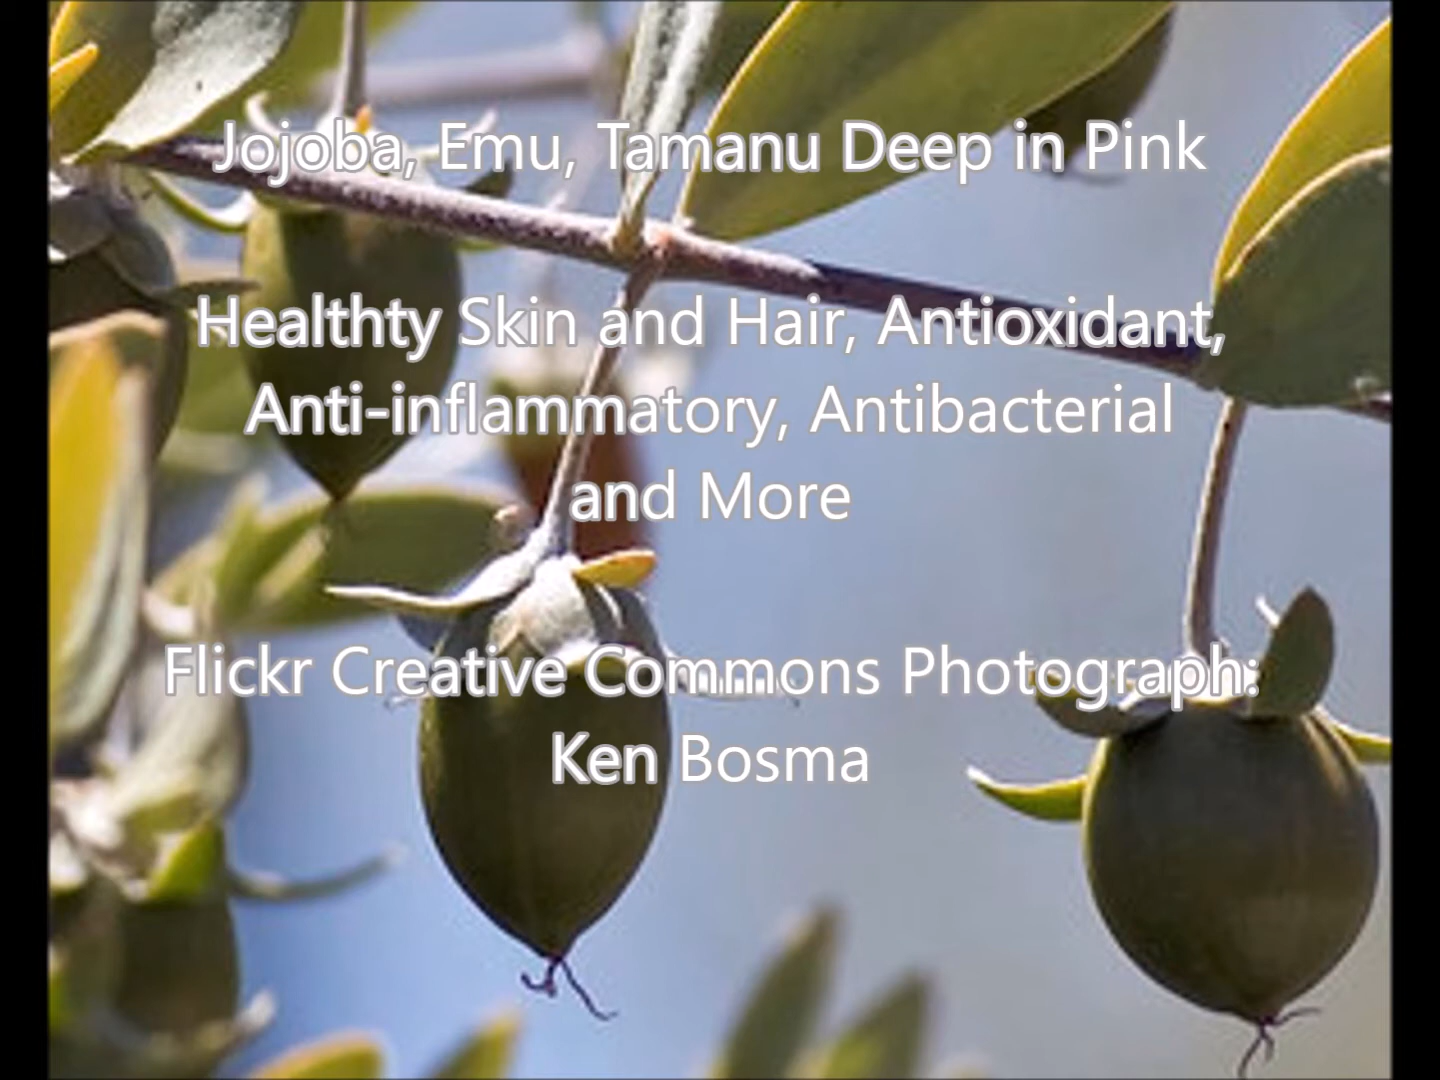 Jojoba, Emu, Tamanu Deep in Pink
Healthty Skin and Hair, Antioxidant,
Anti-inflammatory, Antibacterial
and More
Flickr Creative Commons Photograph:
Ken Bosma